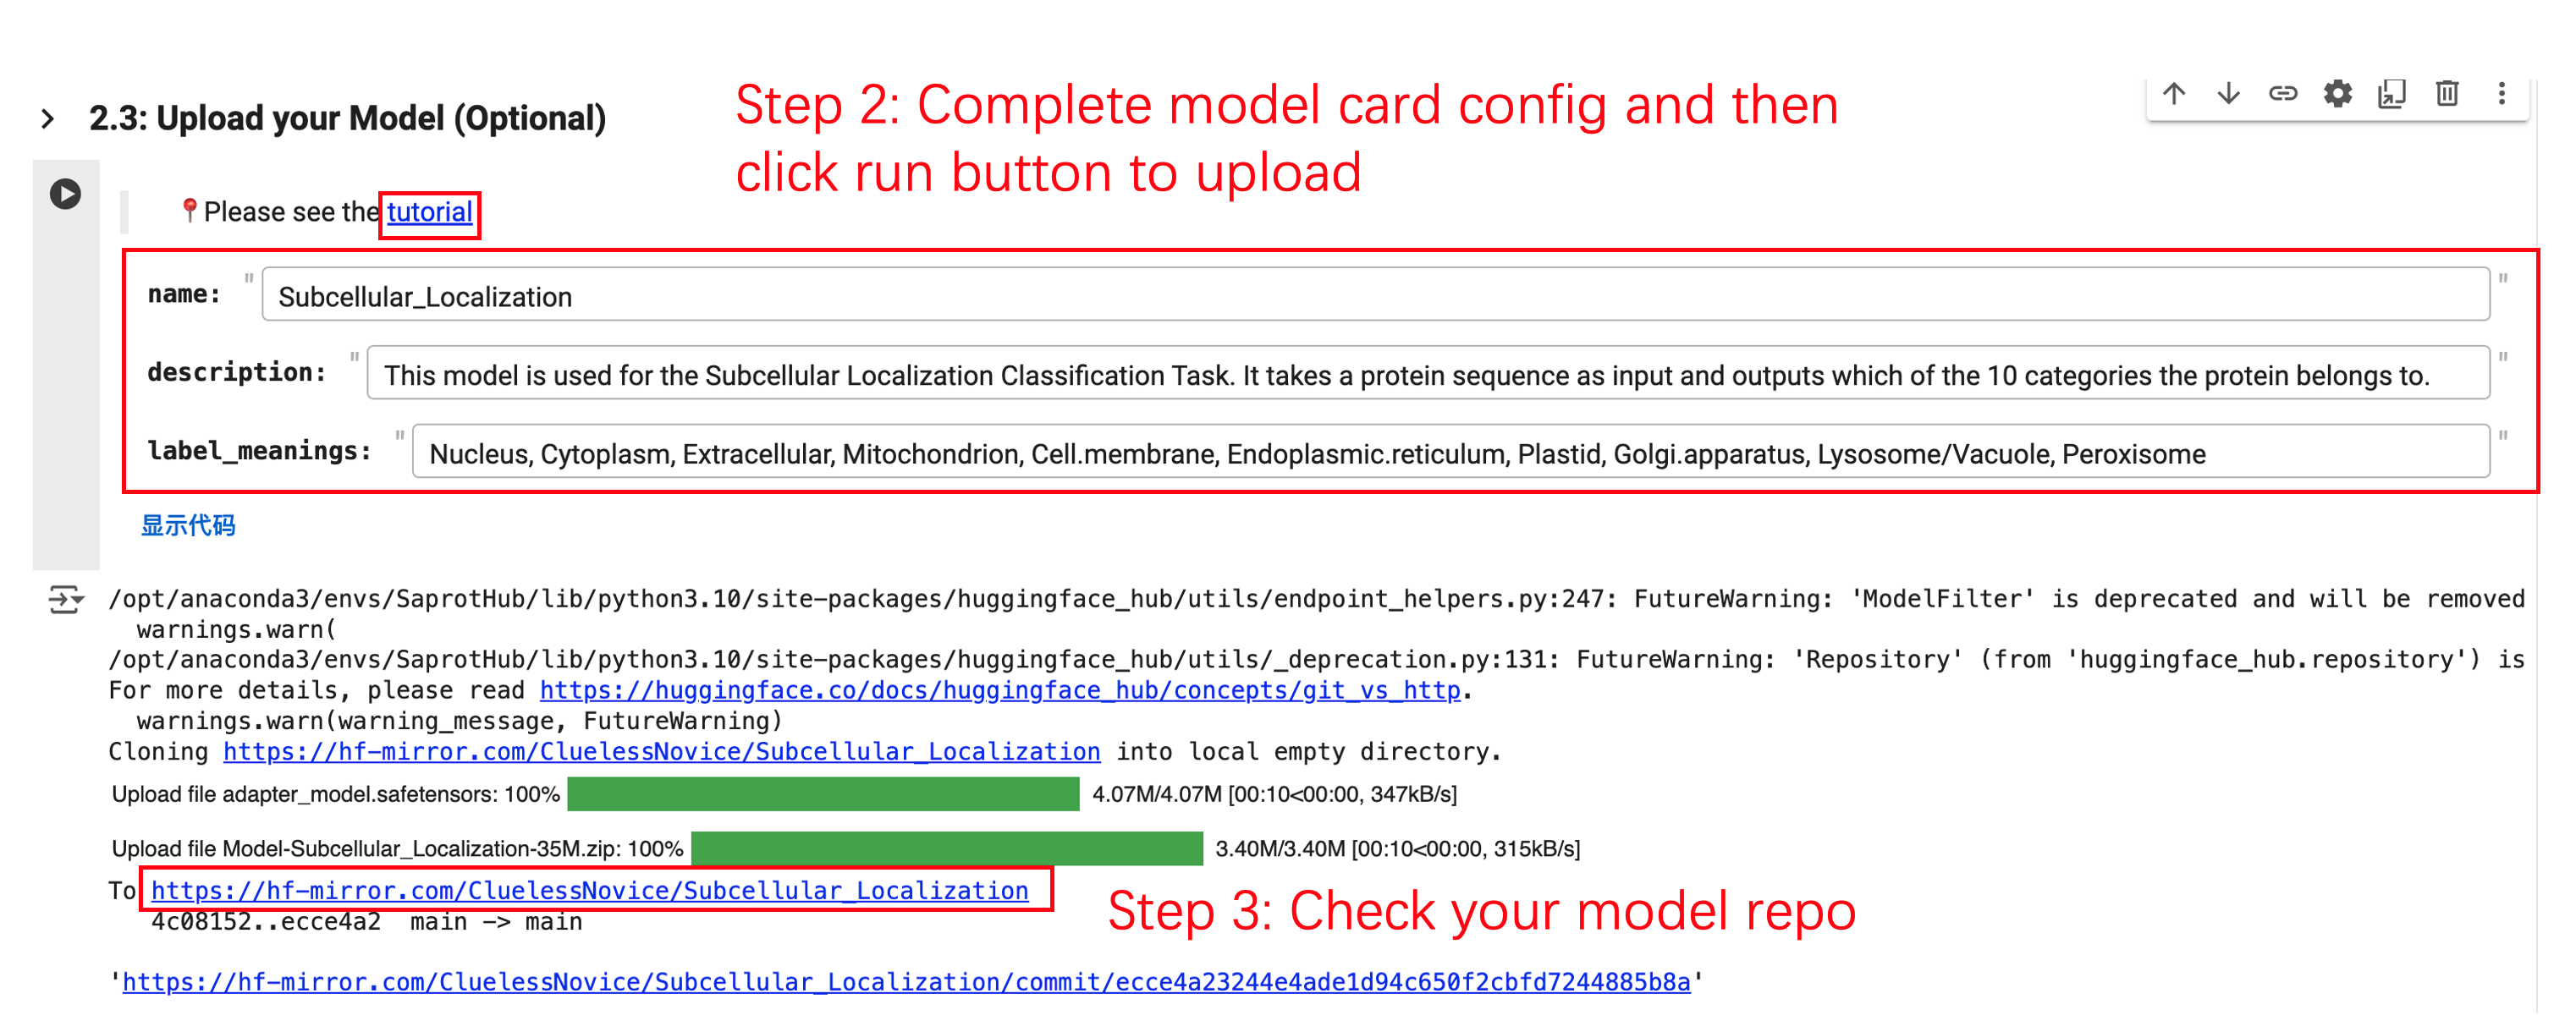 Step 2: Complete model card config and then
click run button to upload
2.3: Upload your Model (Optional)
Please see the tutorial
name: " Subcellular_Localization "
description: " This model is used for the Subcellular Localization Classification Task. It takes a protein sequence as input and outputs which of the 10 categories the protein belongs to. "
label_meanings: " Nucleus, Cytoplasm, Extracellular, Mitochondrion, Cell.membrane, Endoplasmic.reticulum, Plastid, Golgi.apparatus, Lysosome/Vacuole, Peroxisome "
显示代码
/opt/anaconda3/envs/SaprotHub/lib/python3.10/site-packages/huggingface_hub/utils/endpoint_helpers.py:247: FutureWarning: 'ModelFilter' is deprecated and will be removed
warnings.warn(
/opt/anaconda3/envs/SaprotHub/lib/python3.10/site-packages/huggingface_hub/utils/_deprecation.py:131: FutureWarning: 'Repository' (from 'huggingface_hub.repository') is
For more details, please read https://huggingface.co/docs/huggingface_hub/concepts/git_vs_http.
warnings.warn(warning_message, FutureWarning)
Cloning https://hf-mirror.com/CluelessNovice/Subcellular_Localization into local empty directory.
Upload file adapter_model.safetensors: 100% 4.07M/4.07M [00:10<00:00, 347kB/s]
Upload file Model-Subcellular_Localization-35M.zip: 100% 3.40M/3.40M [00:10<00:00, 315kB/s]
To https://hf-mirror.com/CluelessNovice/Subcellular_Localization
4c08152..ecce4a2 main -> main
Step 3: Check your model repo
'https://hf-mirror.com/CluelessNovice/Subcellular_Localization/commit/ecce4a23244e4ade1d94c650f2cbfd7244885b8a'